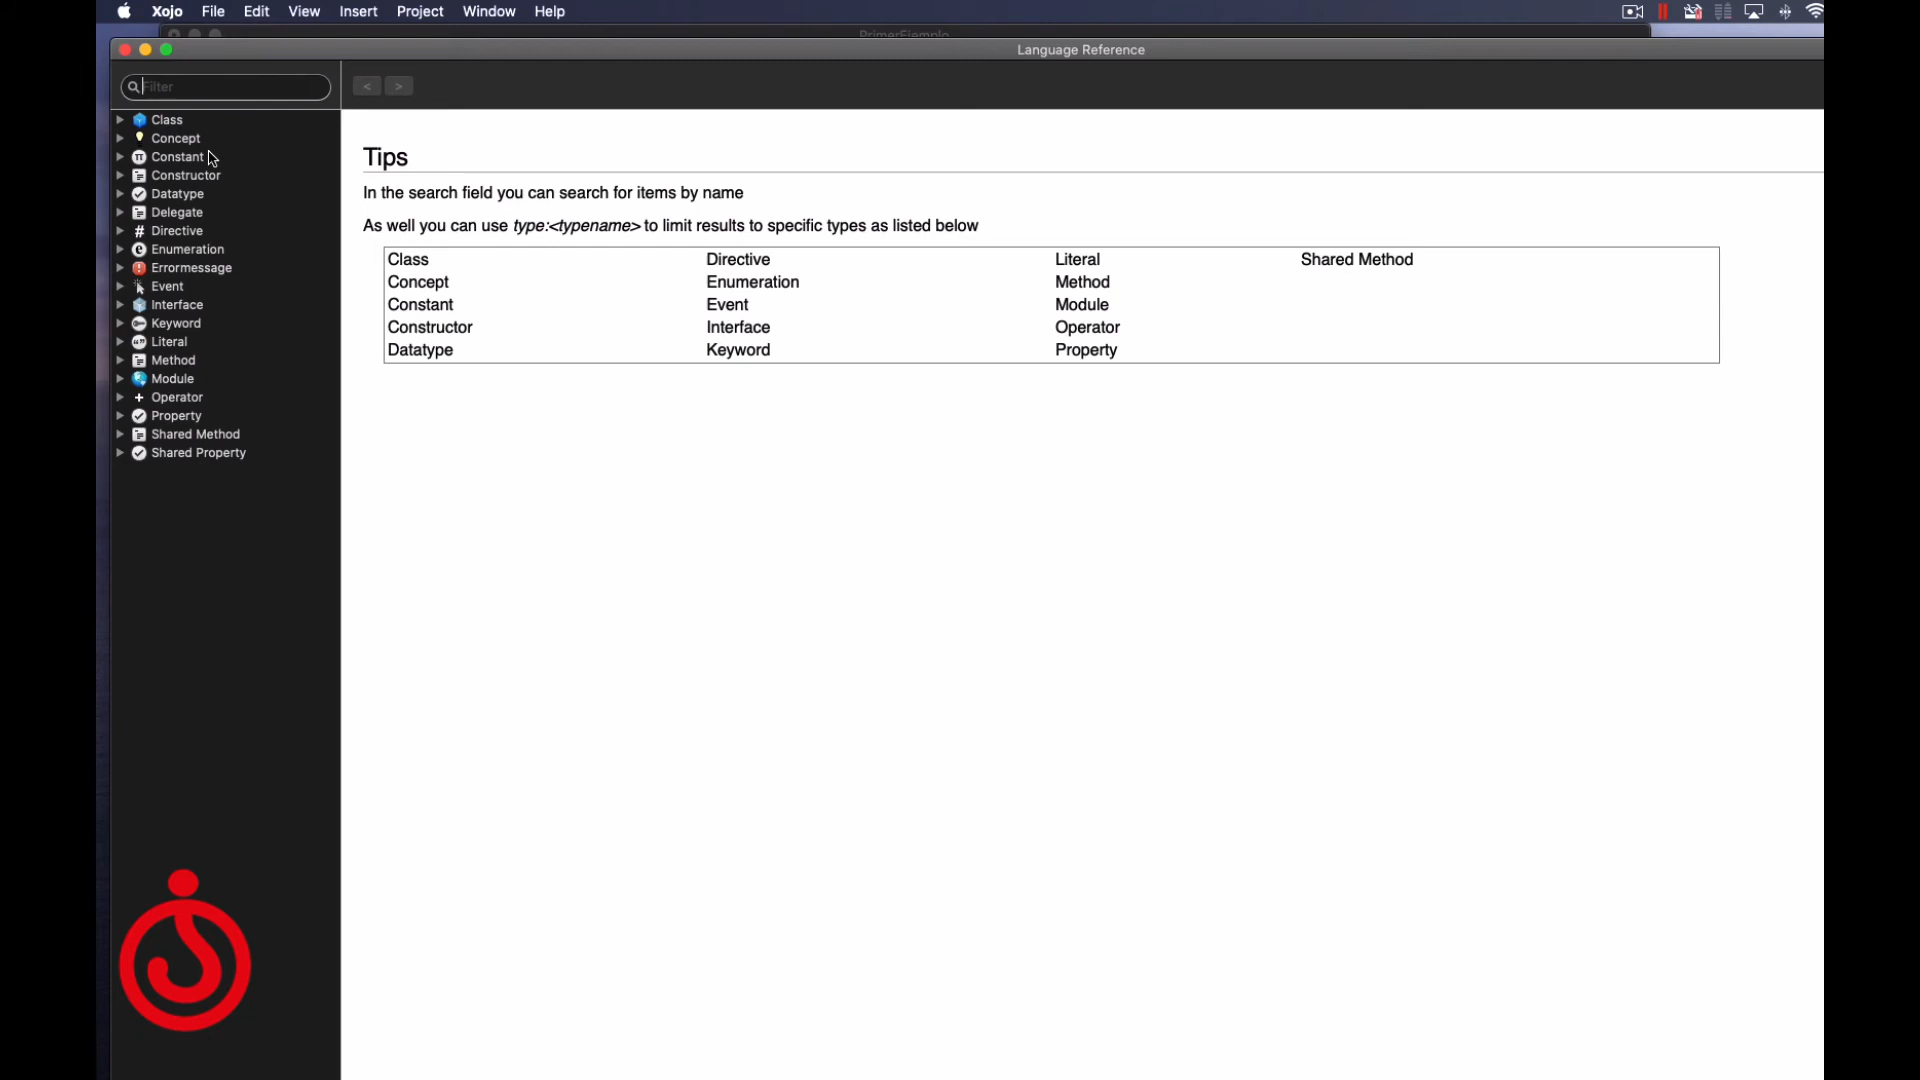 Xojo File Edit View Insert Project Window Help
PrimerEjemplo
Language Reference
Filter
< >
Class
Concept
Constant
Constructor
Datatype
Delegate
Directive
Enumeration
Errormessage
Event
Interface
Keyword
Literal
Method
Module
Operator
Property
Shared Method
Shared Property
Tips
In the search field you can search for items by name
As well you can use type:<typename> to limit results to specific types as listed below
Class Directive Literal Shared Method
Concept Enumeration Method
Constant Event Module
Constructor Interface Operator
Datatype Keyword Property